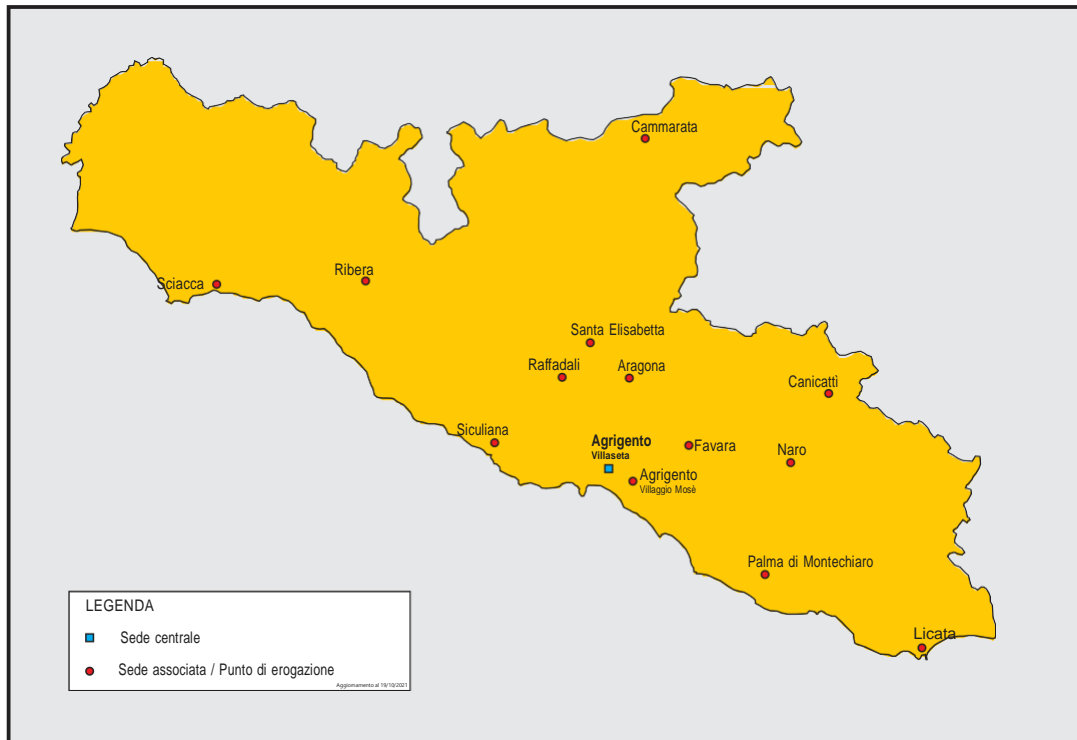 Cammarata
Ribera
Sciacca
Santa Elisabetta
Raffadali
Aragona
Canicattì
Siculiana
Agrigento
Villaseta
Favara
Naro
Agrigento
Villaggio Mosè
Palma di Montechiaro
Licata
LEGENDA
Sede centrale
Sede associata / Punto di erogazione
Aggiornamento al 19/10/2021